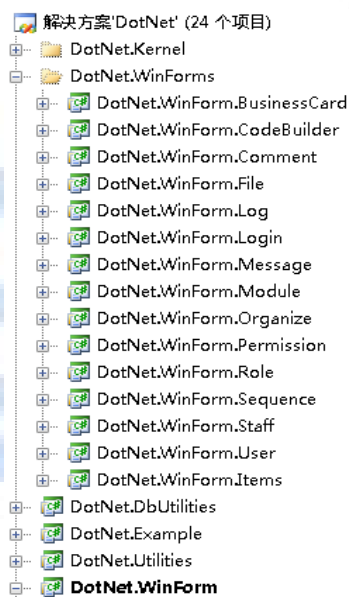 解决方案'DotNet' (24 个项目)
DotNet.Kernel
DotNet.WinForms
DotNet.WinForm.BusinessCard
DotNet.WinForm.CodeBuilder
DotNet.WinForm.Comment
DotNet.WinForm.File
DotNet.WinForm.Log
DotNet.WinForm.Login
DotNet.WinForm.Message
DotNet.WinForm.Module
DotNet.WinForm.Organize
DotNet.WinForm.Permission
DotNet.WinForm.Role
DotNet.WinForm.Sequence
DotNet.WinForm.Staff
DotNet.WinForm.User
DotNet.WinForm.Items
DotNet.DbUtilities
DotNet.Example
DotNet.Utilities
DotNet.WinForm